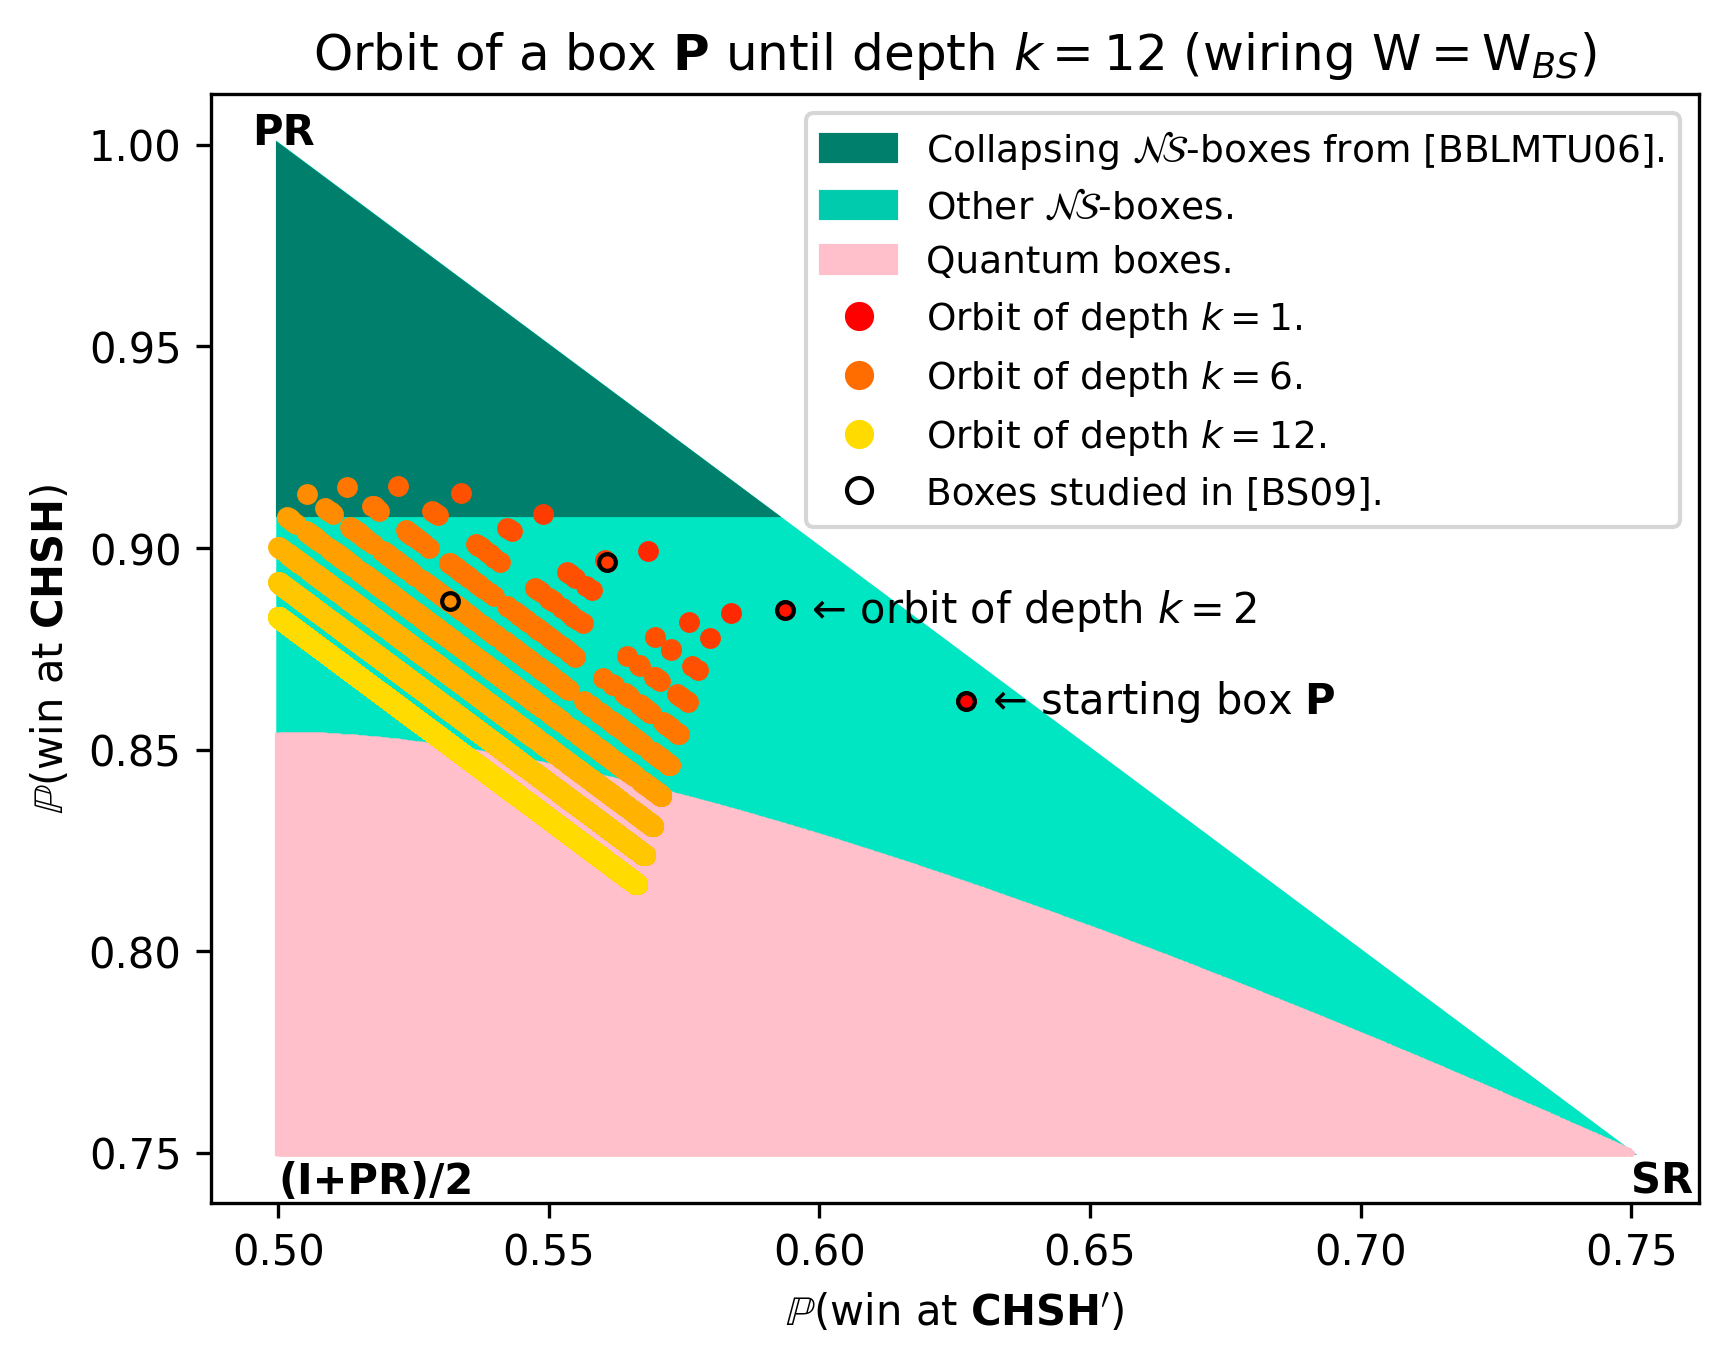 Orbit of a box P until depth k = 12 (wiring W = W_BS)
PR
Collapsing 𝒩𝒮-boxes from [BBLMTU06].
Other 𝒩𝒮-boxes.
Quantum boxes.
Orbit of depth k = 1.
Orbit of depth k = 6.
Orbit of depth k = 12.
Boxes studied in [BS09].
← orbit of depth k = 2
← starting box P
(I+PR)/2
SR
1.00
0.95
0.90
0.85
0.80
0.75
ℙ(win at CHSH)
0.50
0.55
0.60
0.65
0.70
0.75
ℙ(win at CHSH′)